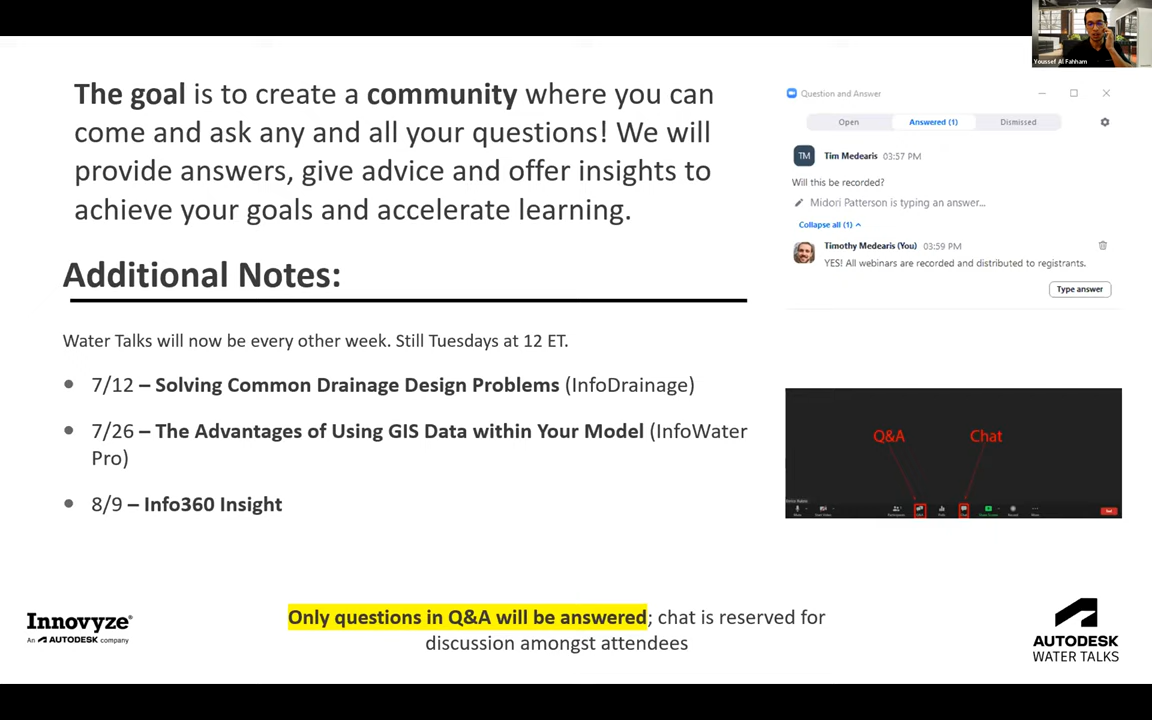 Youssef Al Fahham
The goal is to create a community where you can
come and ask any and all your questions! We will
provide answers, give advice and offer insights to
achieve your goals and accelerate learning.
Additional Notes:
Water Talks will now be every other week. Still Tuesdays at 12 ET.
• 7/12 – Solving Common Drainage Design Problems (InfoDrainage)
• 7/26 – The Advantages of Using GIS Data within Your Model (InfoWater
Pro)
• 8/9 – Info360 Insight
Question and Answer
Open Answered (1) Dismissed
TM Tim Medearis 03:57 PM
Will this be recorded?
Midori Patterson is typing an answer...
Collapse all (1)
Timothy Medearis (You) 03:59 PM
YES! All webinars are recorded and distributed to registrants.
Type answer
Q&A Chat
Innovyze
An AUTODESK company
Only questions in Q&A will be answered; chat is reserved for
discussion amongst attendees
AUTODESK
WATER TALKS